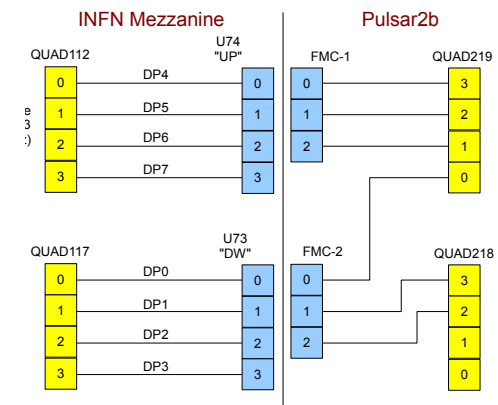 INFN Mezzanine
Pulsar2b
QUAD112
U74
"UP"
FMC-1
QUAD219
0 DP4 0 0 3
1 DP5 1 1 2
2 DP6 2 2 1
3 DP7 3 0
e
3
:)
QUAD117
U73
"DW"
FMC-2
QUAD218
0 DP0 0 0 3
1 DP1 1 1 2
2 DP2 2 2 1
3 DP3 3 0